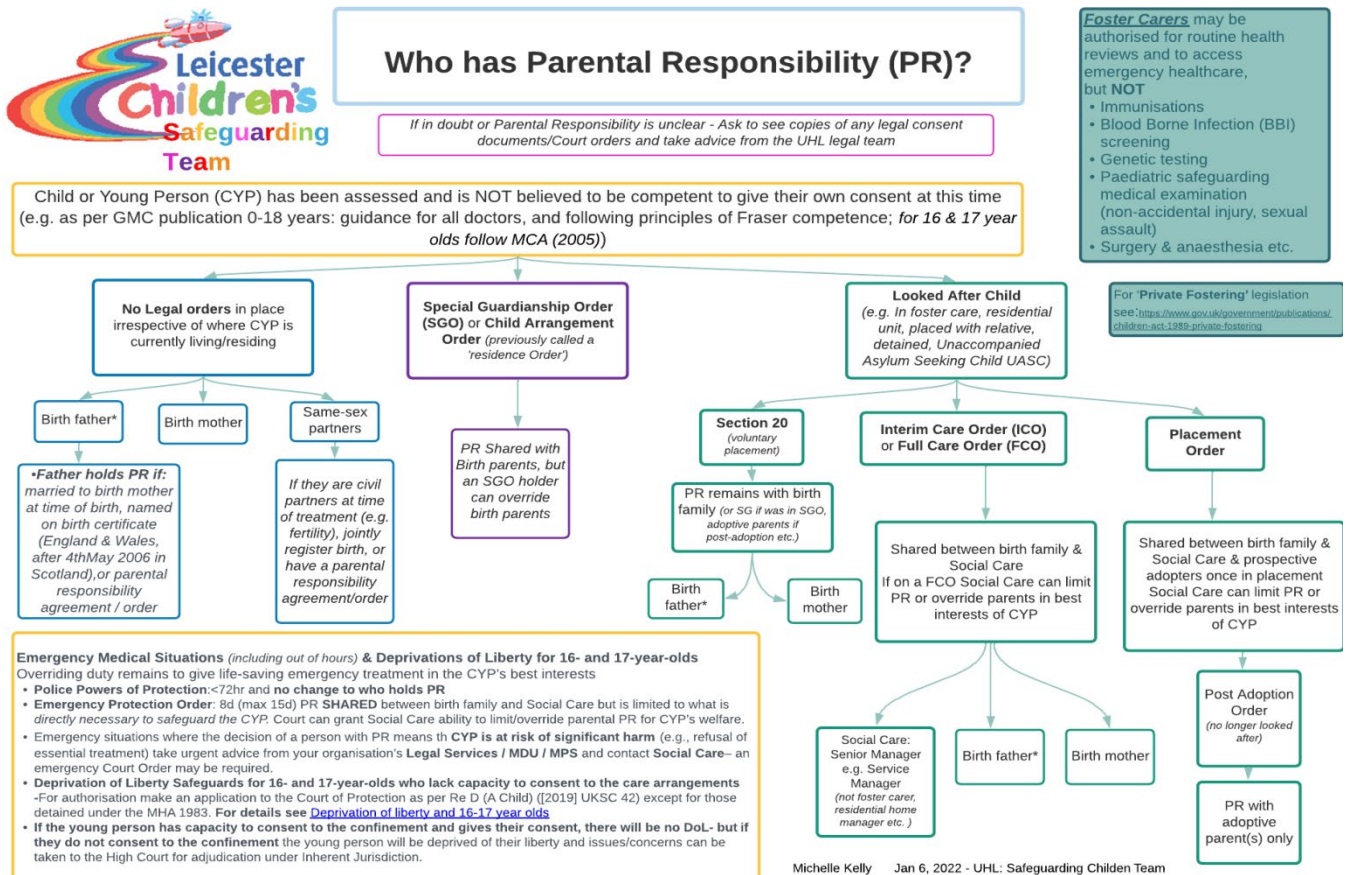 Leicester
Children's
Safeguarding
Team
Who has Parental Responsibility (PR)?
If in doubt or Parental Responsibility is unclear - Ask to see copies of any legal consent
documents/Court orders and take advice from the UHL legal team
Foster Carers may be
authorised for routine health
reviews and to access
emergency healthcare,
but NOT
• Immunisations
• Blood Borne Infection (BBI)
screening
• Genetic testing
• Paediatric safeguarding
medical examination
(non-accidental injury, sexual
assault)
• Surgery & anaesthesia etc.
Child or Young Person (CYP) has been assessed and is NOT believed to be competent to give their own consent at this time
(e.g. as per GMC publication 0-18 years: guidance for all doctors, and following principles of Fraser competence; for 16 & 17 year
olds follow MCA (2005))
For 'Private Fostering' legislation
see:https://www.gov.uk/government/publications/
children-act-1989-private-fostering
No Legal orders in place
irrespective of where CYP is
currently living/residing
Special Guardianship Order
(SGO) or Child Arrangement
Order (previously called a
'residence Order')
Looked After Child
(e.g. In foster care, residential
unit, placed with relative,
detained, Unaccompanied
Asylum Seeking Child UASC)
Birth father*
Birth mother
Same-sex
partners
•Father holds PR if:
married to birth mother
at time of birth, named
on birth certificate
(England & Wales,
after 4thMay 2006 in
Scotland),or parental
responsibility
agreement / order
If they are civil
partners at time
of treatment (e.g.
fertility), jointly
register birth, or
have a parental
responsibility
agreement/order
PR Shared with
Birth parents, but
an SGO holder
can override
birth parents
Section 20
(voluntary
placement)
Interim Care Order (ICO)
or Full Care Order (FCO)
Placement
Order
PR remains with birth
family (or SG if was in SGO,
adoptive parents if
post-adoption etc.)
Birth
father*
Birth
mother
Shared between birth family &
Social Care
If on a FCO Social Care can limit
PR or override parents in best
interests of CYP
Shared between birth family &
Social Care & prospective
adopters once in placement
Social Care can limit PR or
override parents in best interests
of CYP
Social Care:
Senior Manager
e.g. Service
Manager
(not foster carer,
residential home
manager etc. )
Birth father*
Birth mother
Post Adoption
Order
(no longer looked
after)
PR with
adoptive
parent(s) only
Emergency Medical Situations (including out of hours) & Deprivations of Liberty for 16- and 17-year-olds
Overriding duty remains to give life-saving emergency treatment in the CYP's best interests
• Police Powers of Protection:<72hr and no change to who holds PR
• Emergency Protection Order: 8d (max 15d) PR SHARED between birth family and Social Care but is limited to what is
directly necessary to safeguard the CYP. Court can grant Social Care ability to limit/override parental PR for CYP's welfare.
• Emergency situations where the decision of a person with PR means th CYP is at risk of significant harm (e.g., refusal of
essential treatment) take urgent advice from your organisation's Legal Services / MDU / MPS and contact Social Care– an
emergency Court Order may be required.
• Deprivation of Liberty Safeguards for 16- and 17-year-olds who lack capacity to consent to the care arrangements
-For authorisation make an application to the Court of Protection as per Re D (A Child) ([2019] UKSC 42) except for those
detained under the MHA 1983. For details see Deprivation of liberty and 16-17 year olds
• If the young person has capacity to consent to the confinement and gives their consent, there will be no DoL- but if
they do not consent to the confinement the young person will be deprived of their liberty and issues/concerns can be
taken to the High Court for adjudication under Inherent Jurisdiction.
Michelle Kelly Jan 6, 2022 - UHL: Safeguarding Childen Team